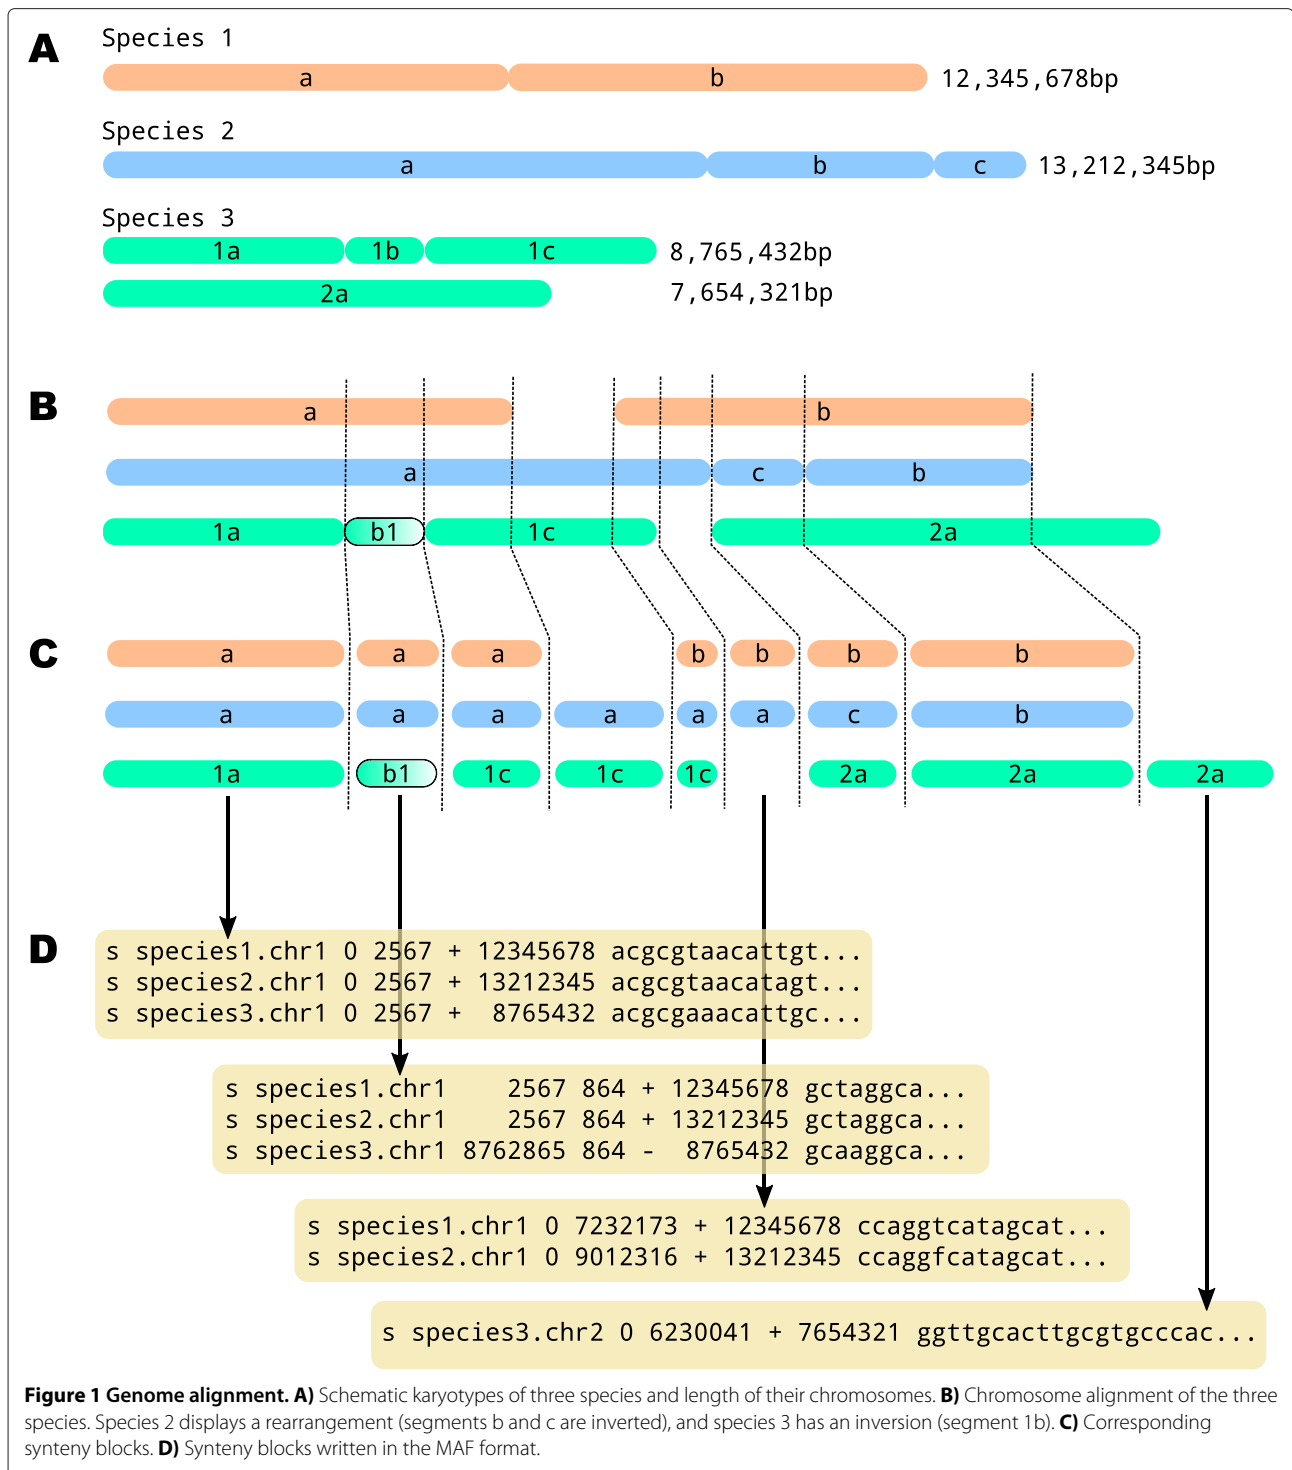 A
Species 1
a b 12,345,678bp
Species 2
a b c 13,212,345bp
Species 3
1a 1b 1c 8,765,432bp
2a 7,654,321bp
B
a b
a c b
1a b1 1c 2a
C
a a a b b b b
a a a a a a c b
1a b1 1c 1c 1c 2a 2a 2a
D
s species1.chr1 0 2567 + 12345678 acgcgtaacattgt...
s species2.chr1 0 2567 + 13212345 acgcgtaacatagt...
s species3.chr1 0 2567 + 8765432 acgcgaaacattgc...
s species1.chr1 2567 864 + 12345678 gctaggca...
s species2.chr1 2567 864 + 13212345 gctaggca...
s species3.chr1 8762865 864 - 8765432 gcaaggca...
s species1.chr1 0 7232173 + 12345678 ccaggtcatagcat...
s species2.chr1 0 9012316 + 13212345 ccaggfcatagcat...
s species3.chr2 0 6230041 + 7654321 ggttgcacttgcgtgcccac...
Figure 1 Genome alignment. A) Schematic karyotypes of three species and length of their chromosomes. B) Chromosome alignment of the three
species. Species 2 displays a rearrangement (segments b and c are inverted), and species 3 has an inversion (segment 1b). C) Corresponding
synteny blocks. D) Synteny blocks written in the MAF format.